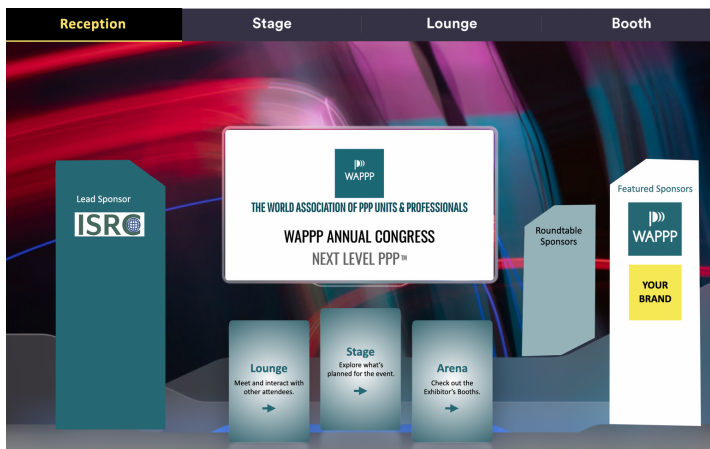 Reception
Stage
Lounge
Booth
Lead Sponsor
ISRC
WAPPP
THE WORLD ASSOCIATION OF PPP UNITS & PROFESSIONALS
WAPPP ANNUAL CONGRESS
NEXT LEVEL PPP™
Roundtable
Sponsors
Featured Sponsors
WAPPP
YOUR
BRAND
Lounge
Meet and interact with
other attendees.
Stage
Explore what's
planned for the event.
Arena
Check out the
Exhibitor's Booths.